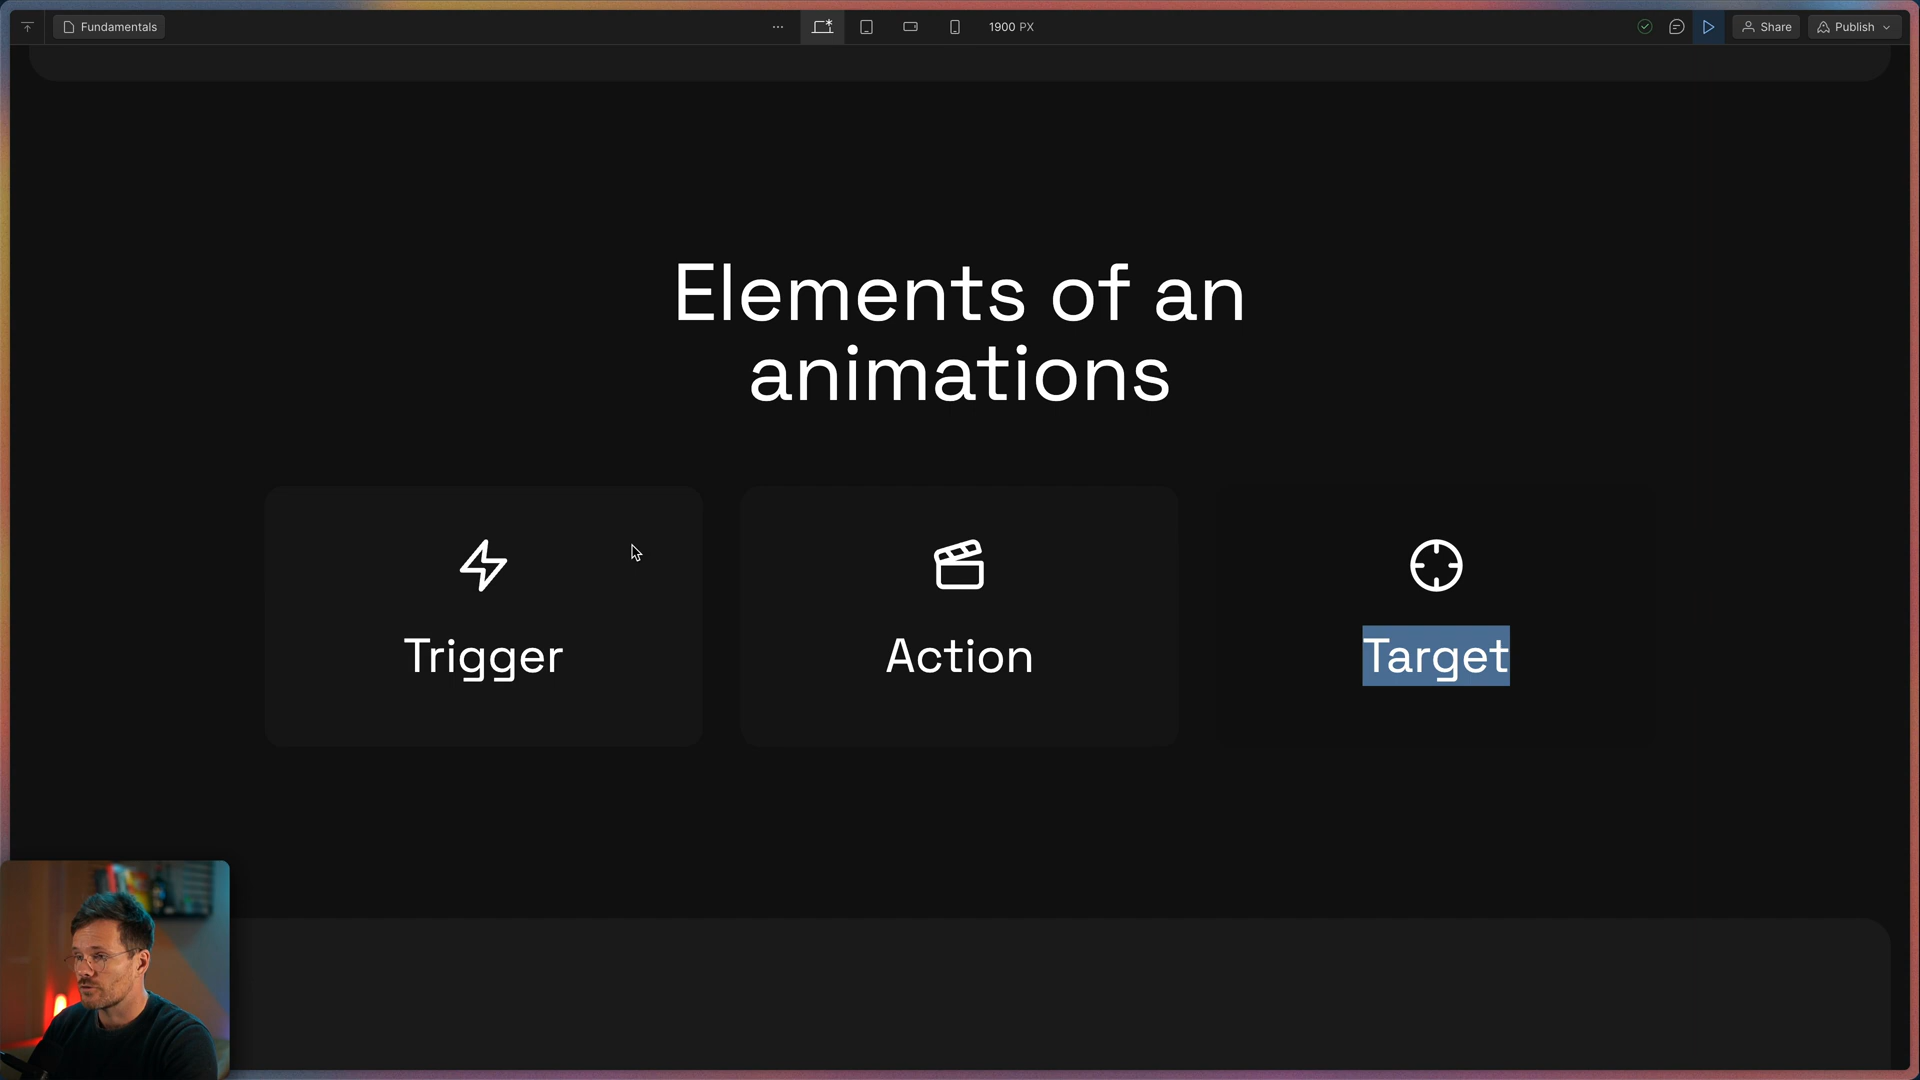 Fundamentals
1900 PX
Share
Publish
Elements of an
animations
Trigger
Action
Target